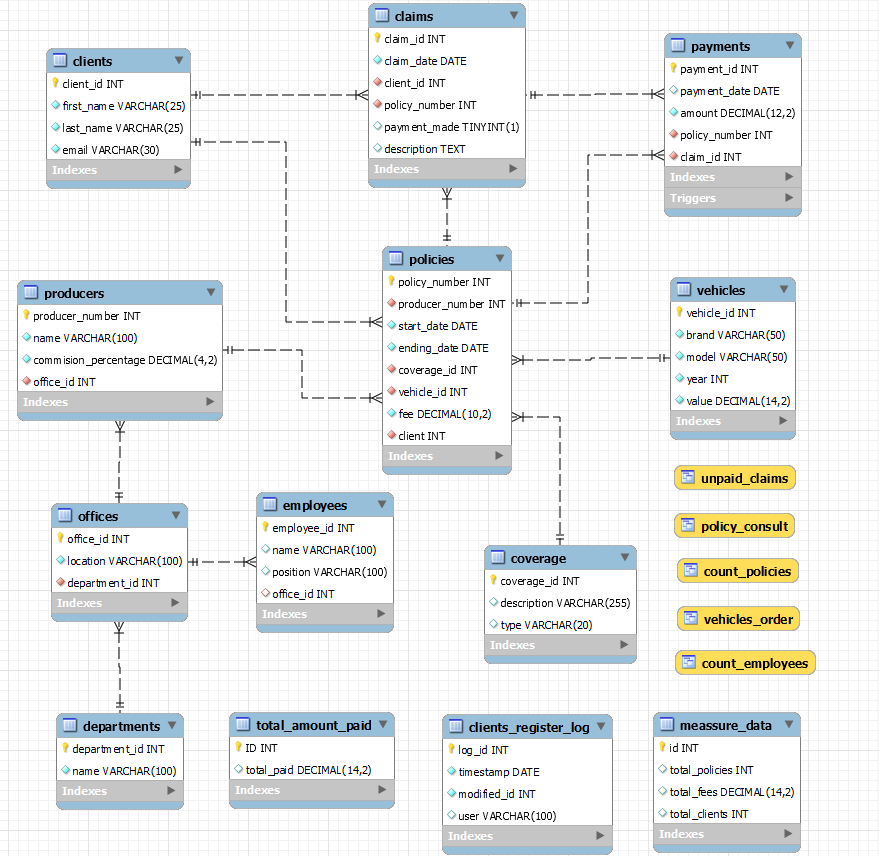 claims
claim_id INT
claim_date DATE
client_id INT
policy_number INT
payment_made TINYINT(1)
description TEXT
Indexes
clients
client_id INT
first_name VARCHAR(25)
last_name VARCHAR(25)
email VARCHAR(30)
Indexes
payments
payment_id INT
payment_date DATE
amount DECIMAL(12,2)
policy_number INT
claim_id INT
Indexes
Triggers
policies
policy_number INT
producer_number INT
start_date DATE
ending_date DATE
coverage_id INT
vehicle_id INT
fee DECIMAL(10,2)
client INT
Indexes
producers
producer_number INT
name VARCHAR(100)
commision_percentage DECIMAL(4,2)
office_id INT
Indexes
vehicles
vehicle_id INT
brand VARCHAR(50)
model VARCHAR(50)
year INT
value DECIMAL(14,2)
Indexes
unpaid_claims
policy_consult
count_policies
vehicles_order
count_employees
offices
office_id INT
location VARCHAR(100)
department_id INT
Indexes
employees
employee_id INT
name VARCHAR(100)
position VARCHAR(100)
office_id INT
Indexes
coverage
coverage_id INT
description VARCHAR(255)
type VARCHAR(20)
Indexes
departments
department_id INT
name VARCHAR(100)
Indexes
total_amount_paid
ID INT
total_paid DECIMAL(14,2)
Indexes
clients_register_log
log_id INT
timestamp DATE
modified_id INT
user VARCHAR(100)
Indexes
meassure_data
id INT
total_policies INT
total_fees DECIMAL(14,2)
total_clients INT
Indexes